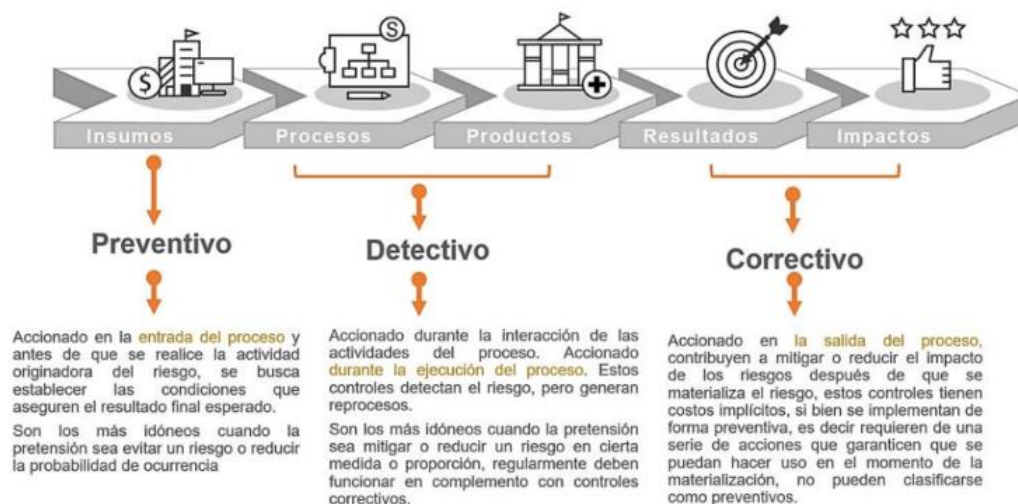 $
S
Insumos
Procesos
Productos
Resultados
Impactos
Preventivo
Accionado en la entrada del proceso y
antes de que se realice la actividad
originadora del riesgo, se busca
establecer las condiciones que
aseguren el resultado final esperado.
Son los más idóneos cuando la
pretensión sea evitar un riesgo o reducir
la probabilidad de ocurrencia
Detectivo
Accionado durante la interacción de las
actividades del proceso. Accionado
durante la ejecución del proceso. Estos
controles detectan el riesgo, pero generan
reprocesos.
Son los más idóneos cuando la pretensión
sea mitigar o reducir un riesgo en cierta
medida o proporción, regularmente deben
funcionar en complemento con controles
correctivos.
Correctivo
Accionado en la salida del proceso,
contribuyen a mitigar o reducir el impacto
de los riesgos después de que se
materializa el riesgo, estos controles tienen
costos implícitos, si bien se implementan de
forma preventiva, es decir requieren de una
serie de acciones que garanticen que se
puedan hacer uso en el momento de la
materialización, no pueden clasificarse
como preventivos.